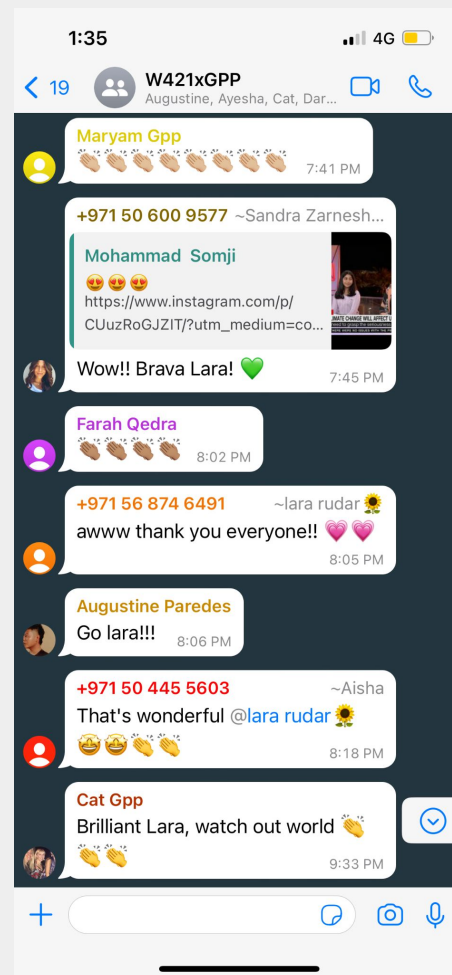 1:35
4G
19
W421xGPP
Augustine, Ayesha, Cat, Dar...
Maryam Gpp
👏🏼👏🏼👏🏼👏🏼👏🏼👏🏼👏🏼👏🏼
7:41 PM
+971 50 600 9577 ~Sandra Zarnesh...
Mohammad Somji
😍😍😍
https://www.instagram.com/p/
CUuzRoGJZIT/?utm_medium=co...
CLIMATE CHANGE WILL AFFECT
Wow!! Brava Lara! 💚
7:45 PM
Farah Qedra
👏🏽👏🏽👏🏽👏🏽
8:02 PM
+971 56 874 6491 ~lara rudar🌻
awww thank you everyone!! 💗💗
8:05 PM
Augustine Paredes
Go lara!!!
8:06 PM
+971 50 445 5603 ~Aisha
That's wonderful @lara rudar🌻
🤩🤩👏👏
8:18 PM
Cat Gpp
Brilliant Lara, watch out world 👏
👏👏
9:33 PM